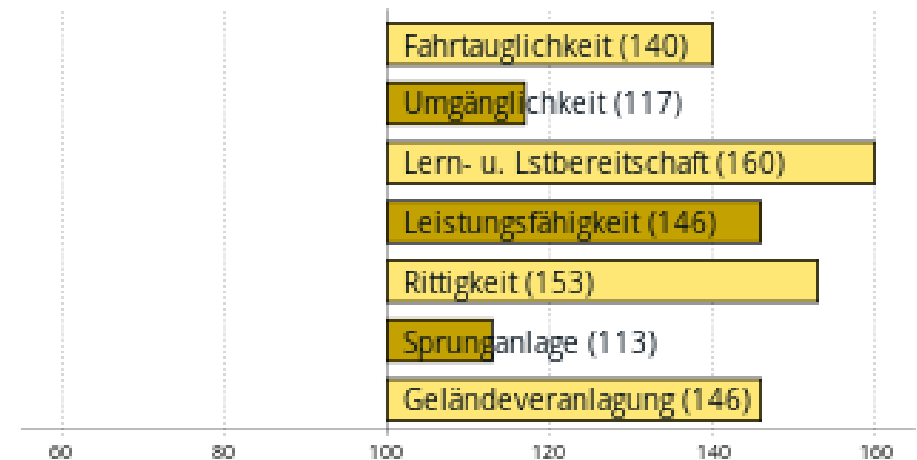 Fahrtauglichkeit (140)
Umgänglichkeit (117)
Lern- u. Lstbereitschaft (160)
Leistungsfähigkeit (146)
Rittigkeit (153)
Sprunganlage (113)
Geländeveranlagung (146)
60 80 100 120 140 160